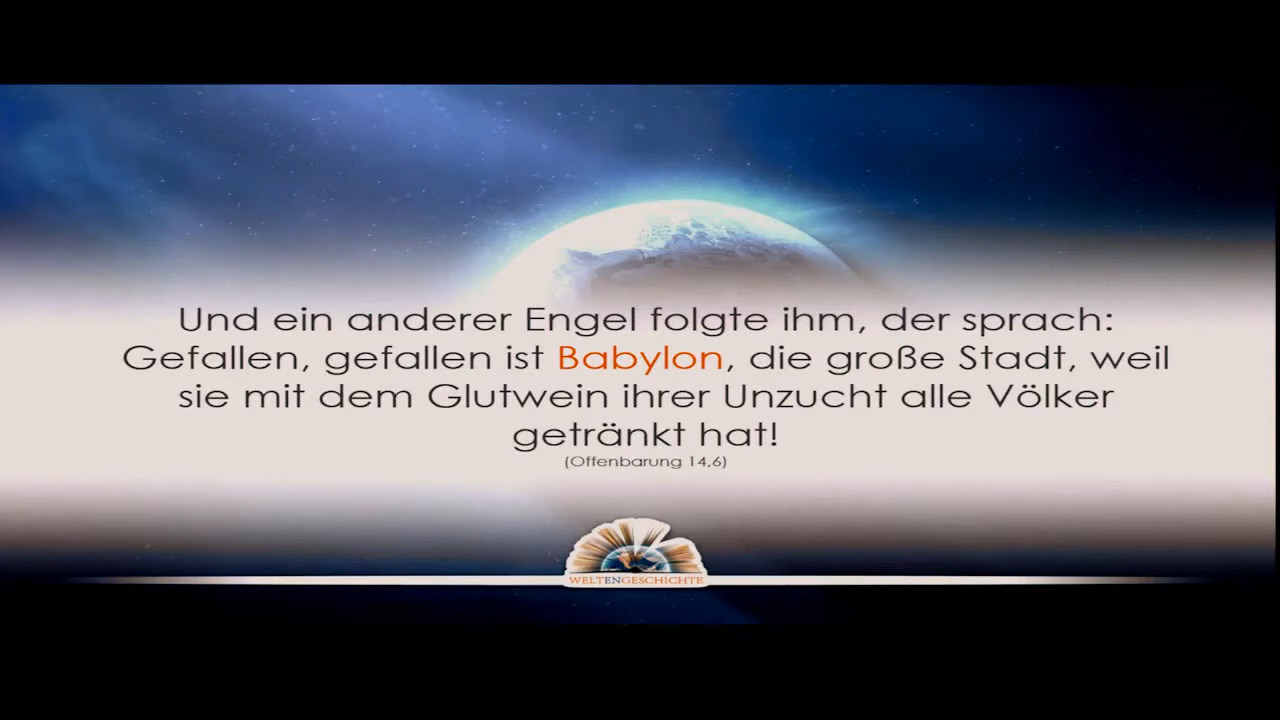 Und ein anderer Engel folgte ihm, der sprach:
Gefallen, gefallen ist Babylon, die große Stadt, weil
sie mit dem Glutwein ihrer Unzucht alle Völker
getränkt hat!
(Offenbarung 14,6)
WELTENGESCHICHTE